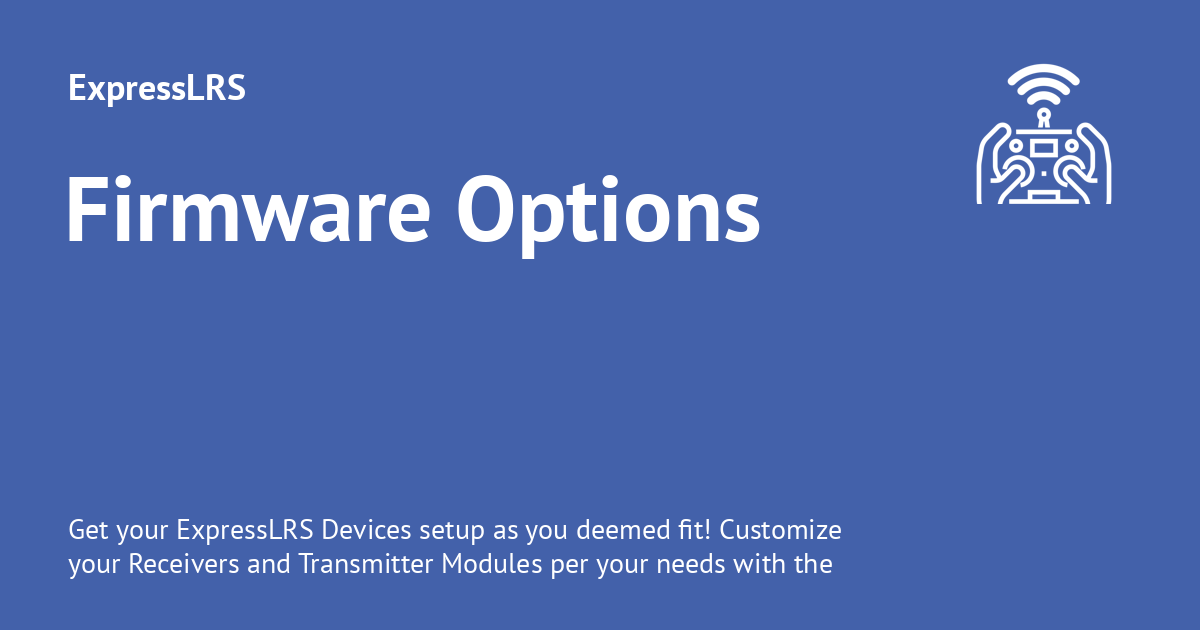 ExpressLRS
Firmware Options
Get your ExpressLRS Devices setup as you deemed fit! Customize
your Receivers and Transmitter Modules per your needs with the